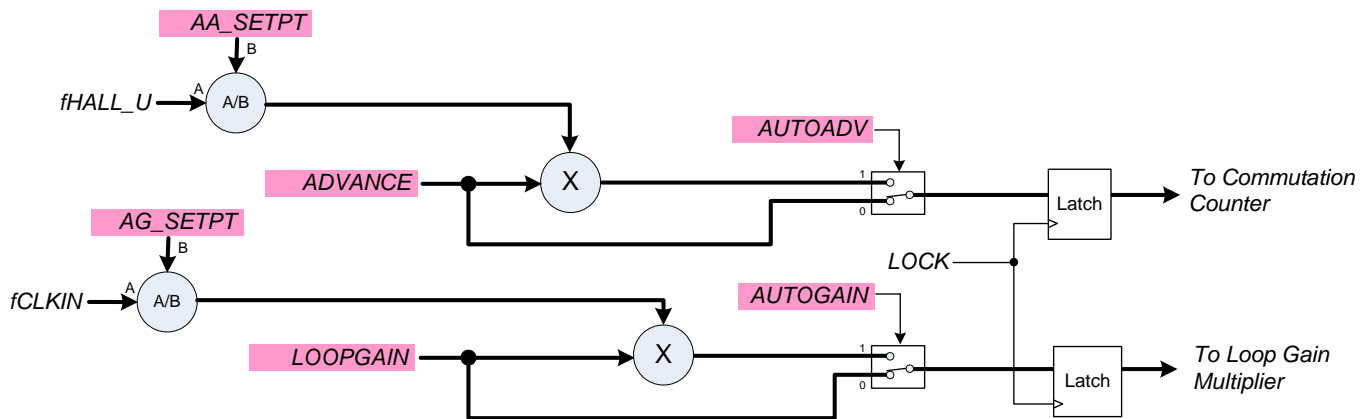 AA_SETPT
B
A
fHALL_U
A/B
AUTOADV
ADVANCE
X
1
0
Latch
To Commutation
Counter
AG_SETPT
B
A
fCLKIN
A/B
LOCK
AUTOGAIN
LOOPGAIN
X
1
0
Latch
To Loop Gain
Multiplier